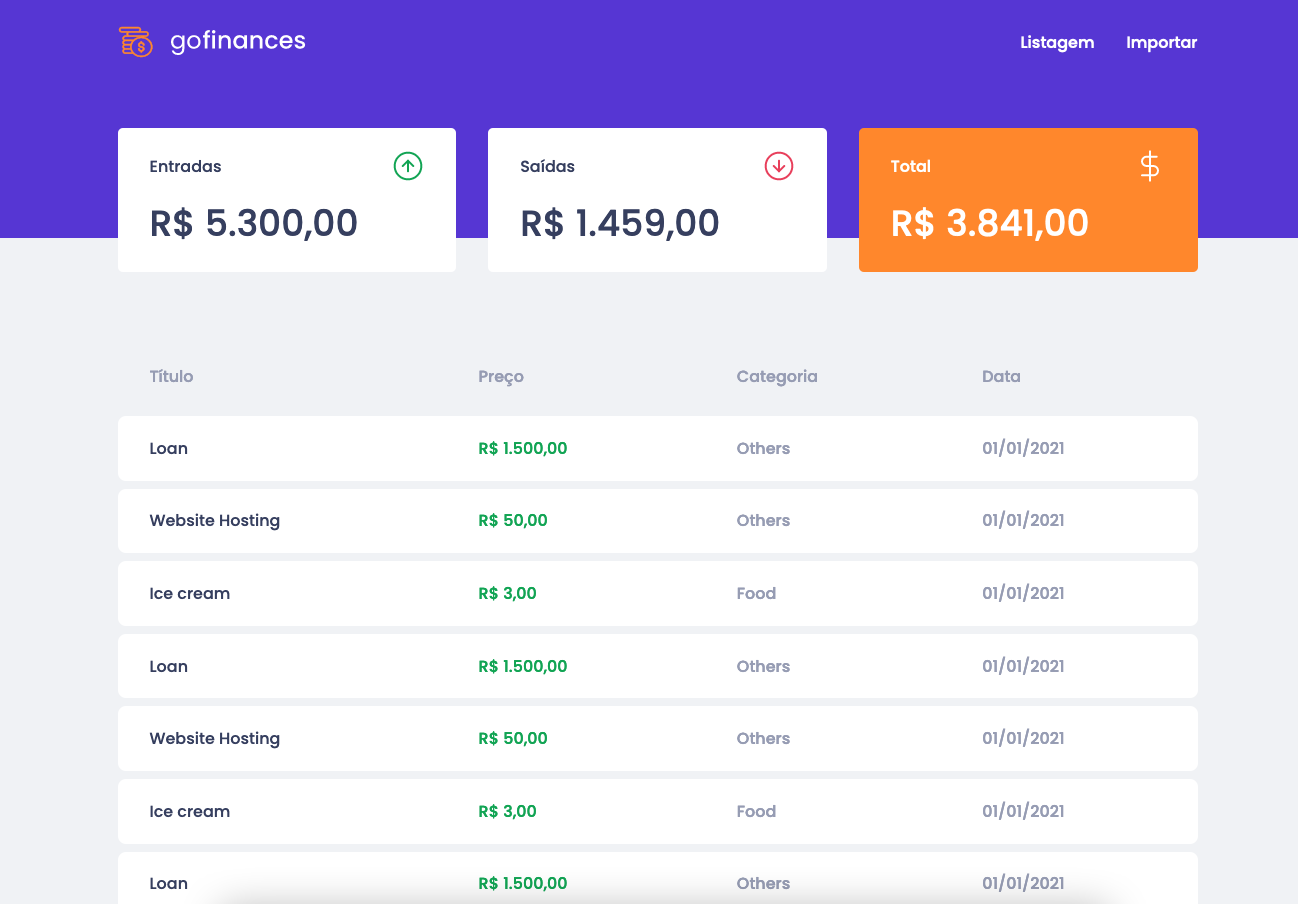 gofinances Listagem Importar
Entradas Saídas Total $
R$ 5.300,00 R$ 1.459,00 R$ 3.841,00
Título Preço Categoria Data
Loan R$ 1.500,00 Others 01/01/2021
Website Hosting R$ 50,00 Others 01/01/2021
Ice cream R$ 3,00 Food 01/01/2021
Loan R$ 1.500,00 Others 01/01/2021
Website Hosting R$ 50,00 Others 01/01/2021
Ice cream R$ 3,00 Food 01/01/2021
Loan R$ 1.500,00 Others 01/01/2021